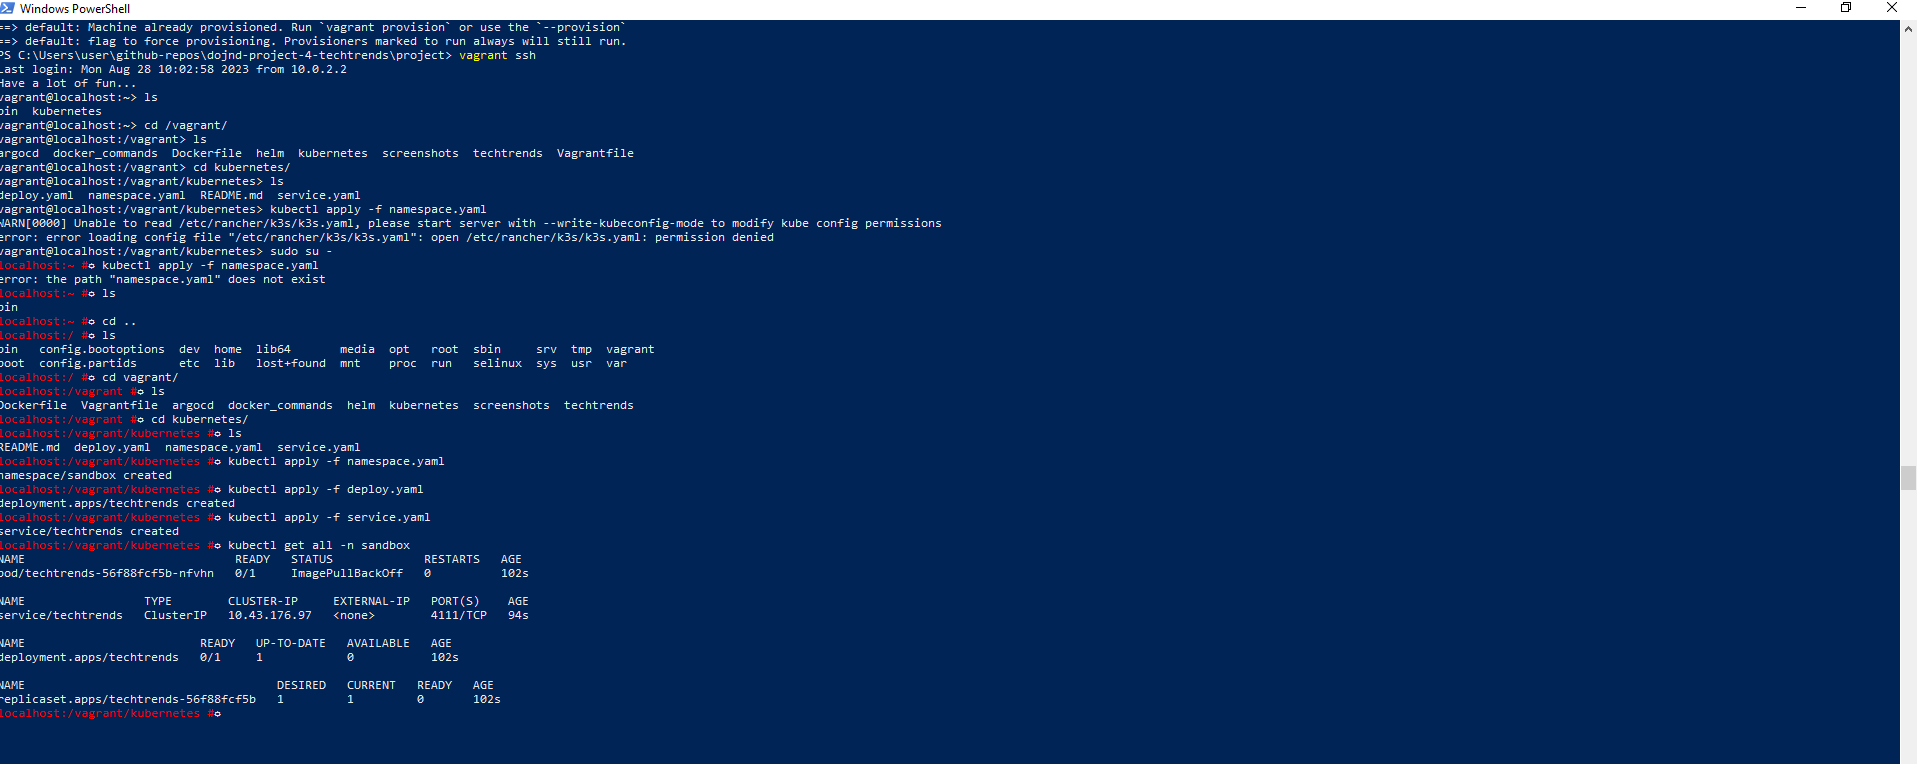 Windows PowerShell
==> default: Machine already provisioned. Run `vagrant provision` or use the `--provision`
==> default: flag to force provisioning. Provisioners marked to run always will still run.
PS C:\Users\user\github-repos\dojnd-project-4-techtrends\project> vagrant ssh
Last login: Mon Aug 28 10:02:58 2023 from 10.0.2.2
Have a lot of fun...
vagrant@localhost:~> ls
bin  kubernetes
vagrant@localhost:~> cd /vagrant/
vagrant@localhost:/vagrant> ls
argocd  docker_commands  Dockerfile  helm  kubernetes  screenshots  techtrends  Vagrantfile
vagrant@localhost:/vagrant> cd kubernetes/
vagrant@localhost:/vagrant/kubernetes> ls
deploy.yaml  namespace.yaml  README.md  service.yaml
vagrant@localhost:/vagrant/kubernetes> kubectl apply -f namespace.yaml
WARN[0000] Unable to read /etc/rancher/k3s/k3s.yaml, please start server with --write-kubeconfig-mode to modify kube config permissions
error: error loading config file "/etc/rancher/k3s/k3s.yaml": open /etc/rancher/k3s/k3s.yaml: permission denied
vagrant@localhost:/vagrant/kubernetes> sudo su -
localhost:~ # kubectl apply -f namespace.yaml
error: the path "namespace.yaml" does not exist
localhost:~ # ls
bin
localhost:~ # cd ..
localhost:/ # ls
bin   config.bootoptions  dev  home  lib64       media  opt   root  sbin     srv  tmp  vagrant
boot  config.partids      etc  lib   lost+found  mnt    proc  run   selinux  sys  usr  var
localhost:/ # cd vagrant/
localhost:/vagrant # ls
Dockerfile  Vagrantfile  argocd  docker_commands  helm  kubernetes  screenshots  techtrends
localhost:/vagrant # cd kubernetes/
localhost:/vagrant/kubernetes # ls
README.md  deploy.yaml  namespace.yaml  service.yaml
localhost:/vagrant/kubernetes # kubectl apply -f namespace.yaml
namespace/sandbox created
localhost:/vagrant/kubernetes # kubectl apply -f deploy.yaml
deployment.apps/techtrends created
localhost:/vagrant/kubernetes # kubectl apply -f service.yaml
service/techtrends created
localhost:/vagrant/kubernetes # kubectl get all -n sandbox
NAME                              READY   STATUS             RESTARTS   AGE
pod/techtrends-56f88fcf5b-nfvhn   0/1     ImagePullBackOff   0          102s
NAME                 TYPE        CLUSTER-IP     EXTERNAL-IP   PORT(S)    AGE
service/techtrends   ClusterIP   10.43.176.97   <none>        4111/TCP   94s
NAME                         READY   UP-TO-DATE   AVAILABLE   AGE
deployment.apps/techtrends   0/1     1            0           102s
NAME                                    DESIRED   CURRENT   READY   AGE
replicaset.apps/techtrends-56f88fcf5b   1         1         0       102s
localhost:/vagrant/kubernetes #